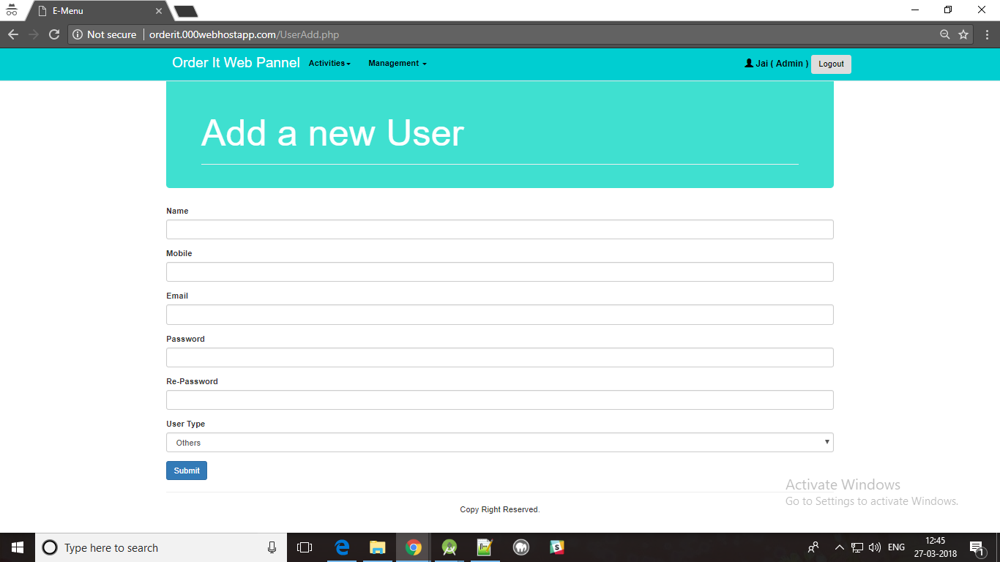 E-Menu
Not secure orderit.000webhostapp.com/UserAdd.php
Order It Web Pannel Activities Management Jai ( Admin ) Logout
Add a new User
Name
Mobile
Email
Password
Re-Password
User Type
Others
Submit
Activate Windows
Go to Settings to activate Windows.
Copy Right Reserved.
Type here to search
ENG
12:45
27-03-2018
1